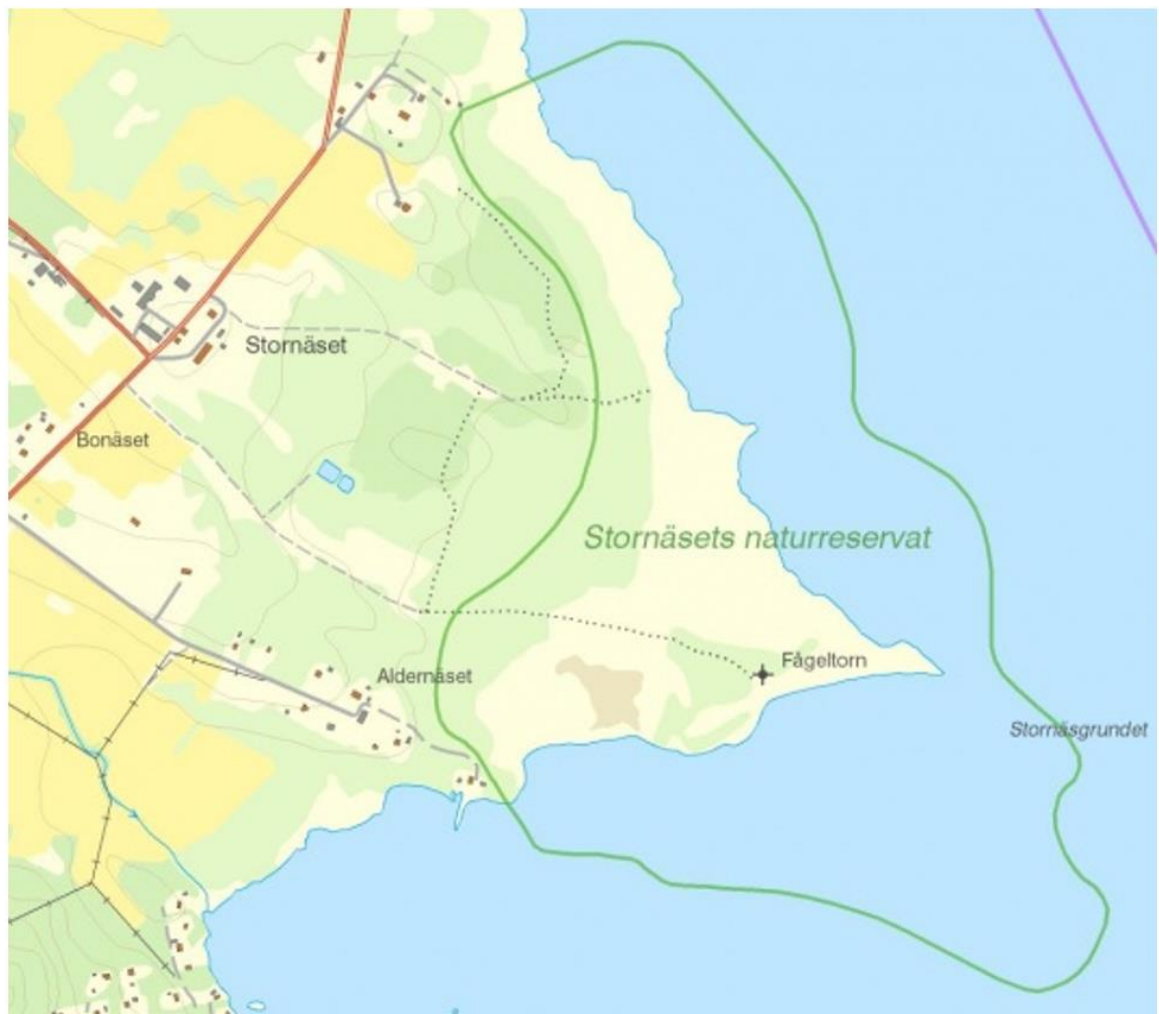 Stornäset
Bonäset
Stornäsets naturreservat
Fågeltorn
Aldernäset
Stornäsgrundet